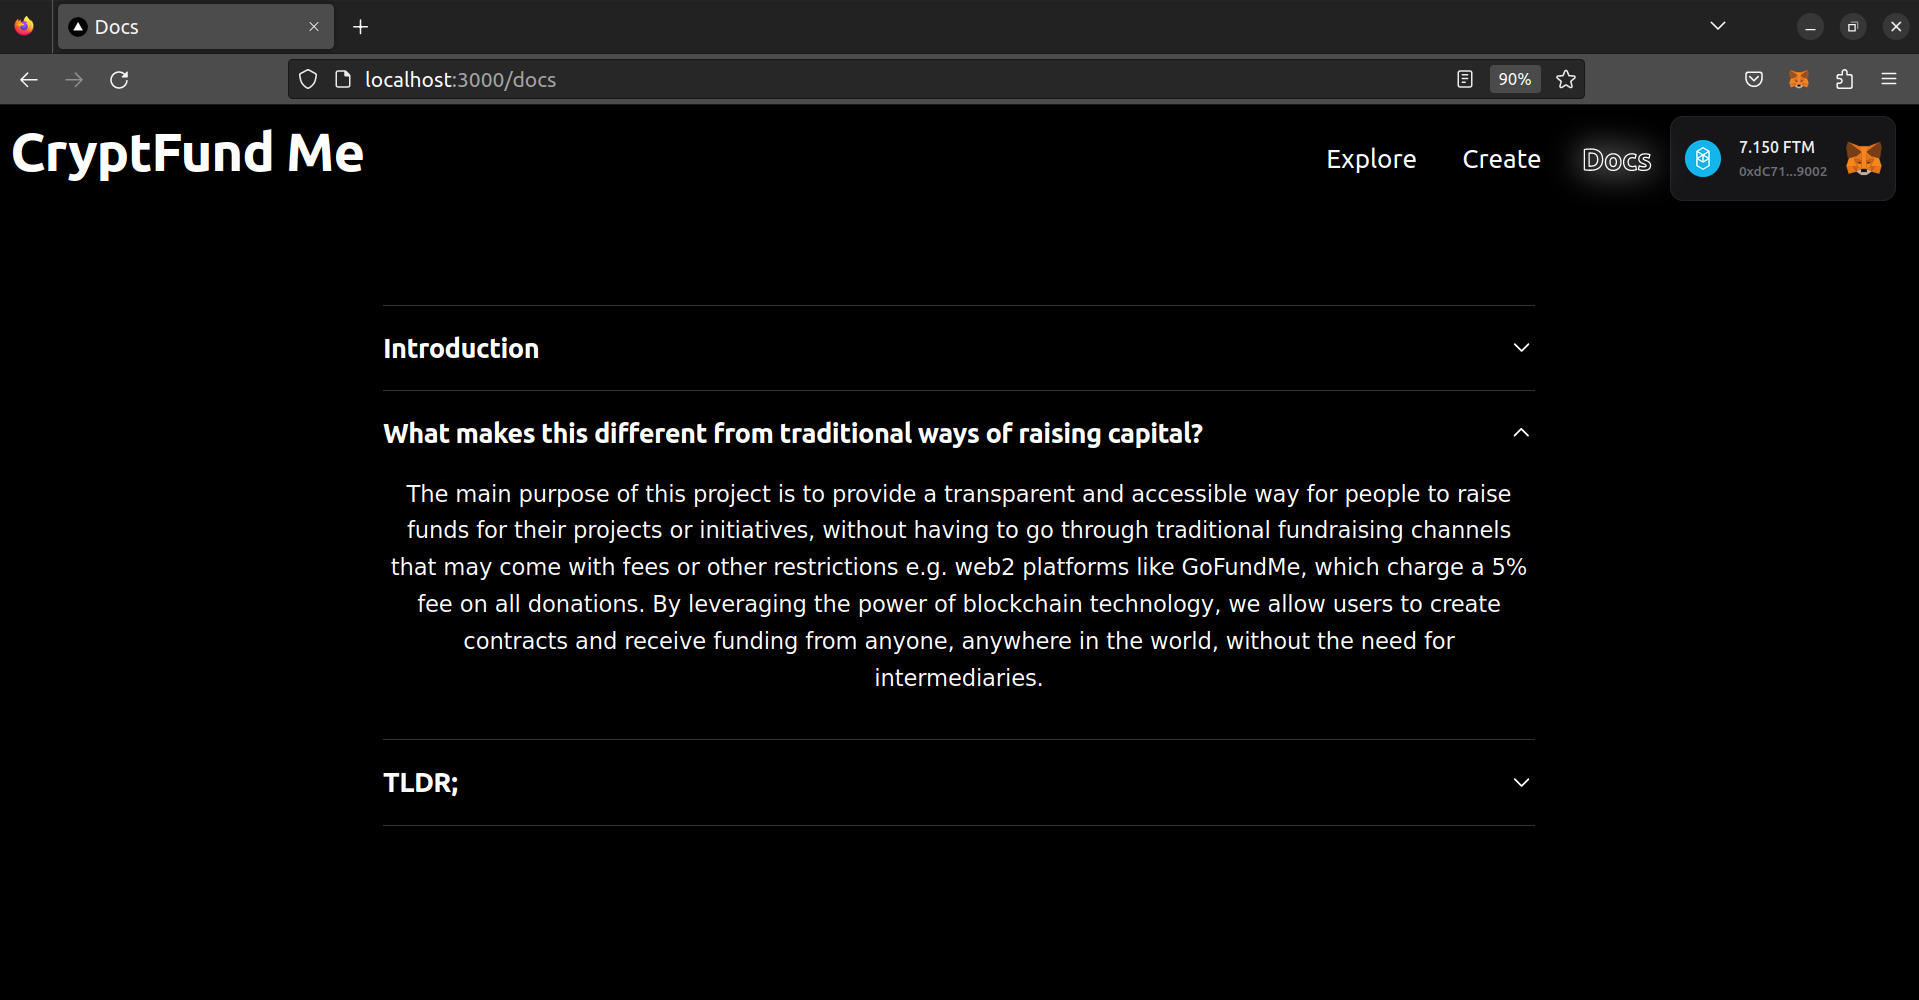 Docs
localhost:3000/docs
90%
CryptFund Me
Explore
Create
Docs
7.150 FTM
0xdC71...9002
Introduction
What makes this different from traditional ways of raising capital?
The main purpose of this project is to provide a transparent and accessible way for people to raise
funds for their projects or initiatives, without having to go through traditional fundraising channels
that may come with fees or other restrictions e.g. web2 platforms like GoFundMe, which charge a 5%
fee on all donations. By leveraging the power of blockchain technology, we allow users to create
contracts and receive funding from anyone, anywhere in the world, without the need for
intermediaries.
TLDR;